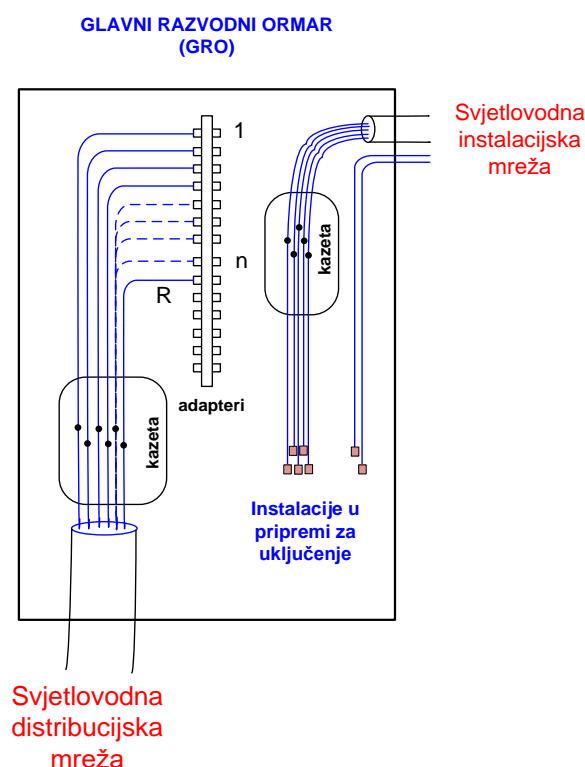 GLAVNI RAZVODNI ORMAR
(GRO)
Svjetlovodna
instalacijska
mreža
1
n
R
kazeta
adapteri
kazeta
Instalacije u
pripremi za
uključenje
Svjetlovodna
distribucijska
mreža